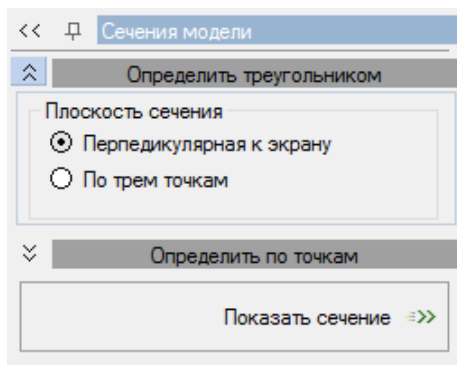 Сечения модели
Определить треугольником
Плоскость сечения
Перпедикулярная к экрану
По трем точкам
Определить по точкам
Показать сечение